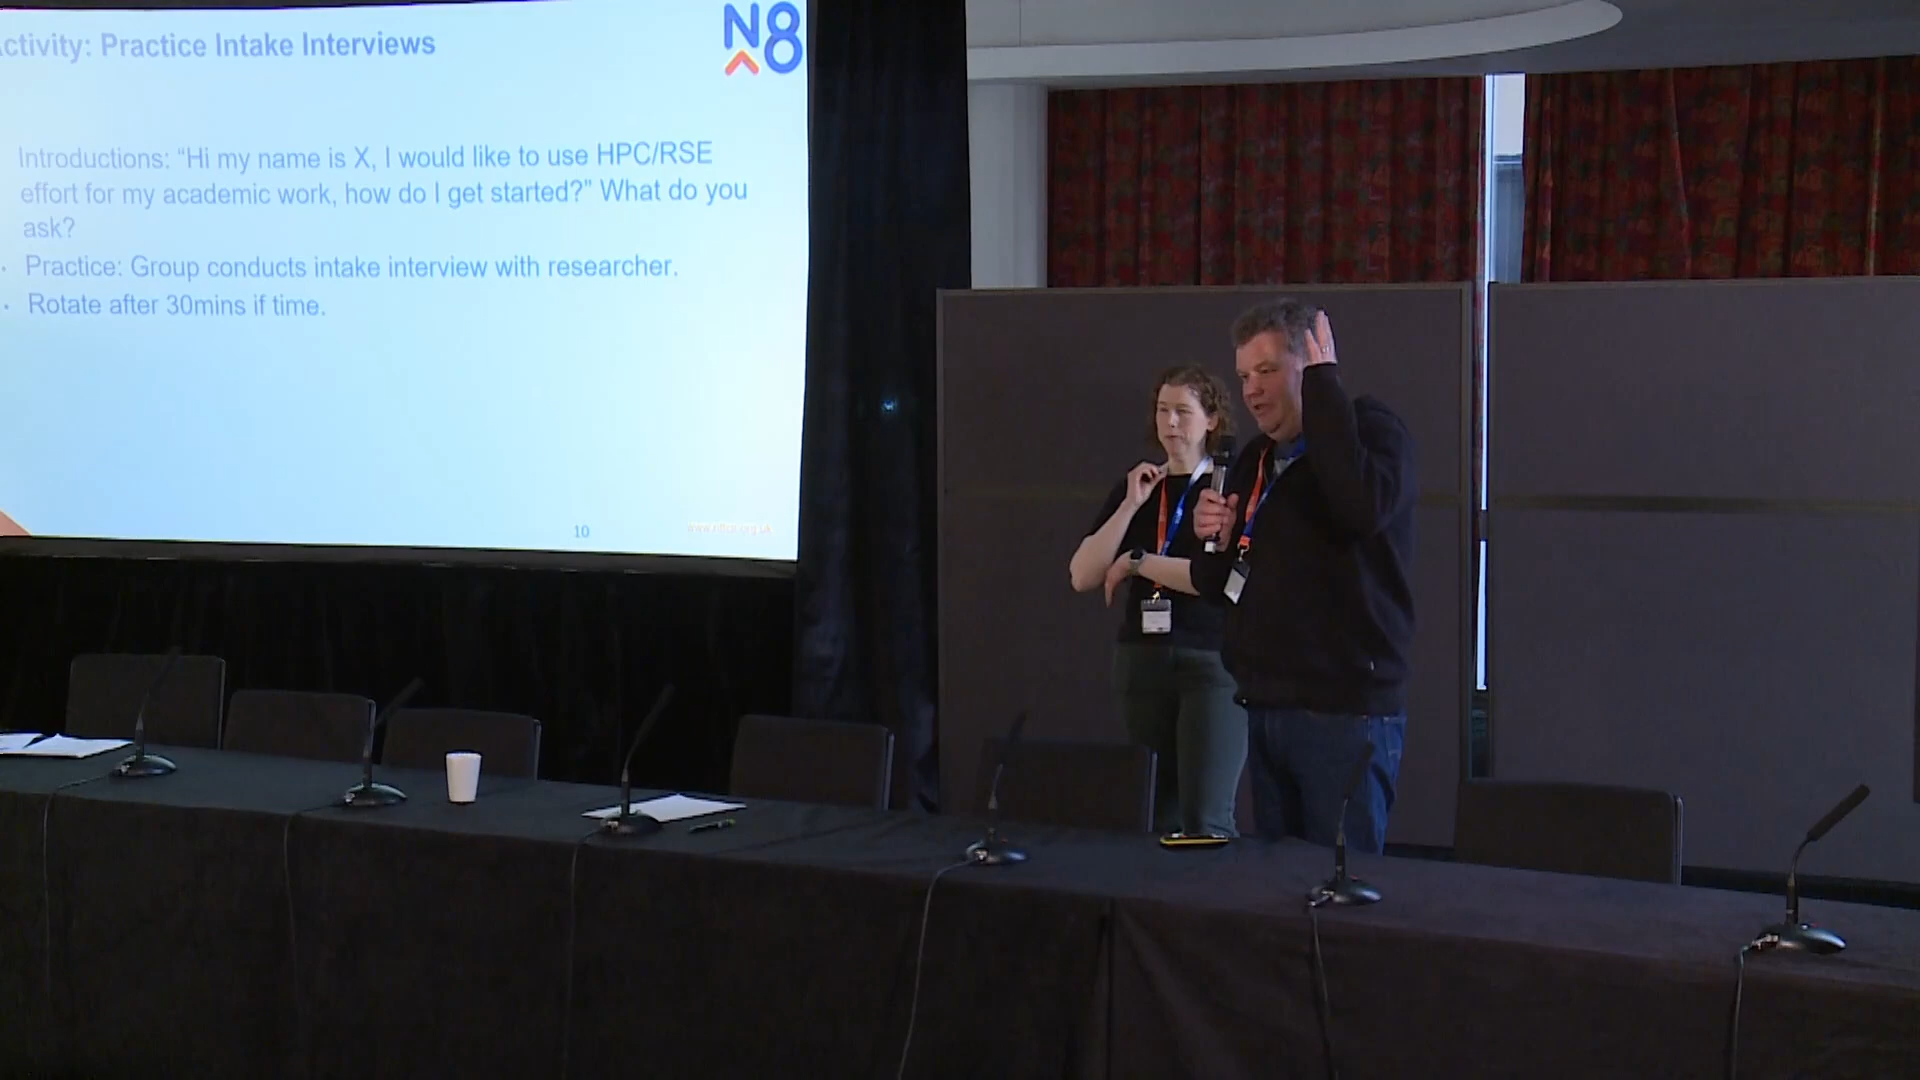 ctivity: Practice Intake Interviews
N8
Introductions: “Hi my name is X, I would like to use HPC/RSE
effort for my academic work, how do I get started?” What do you
ask?
· Practice: Group conducts intake interview with researcher.
· Rotate after 30mins if time.
10